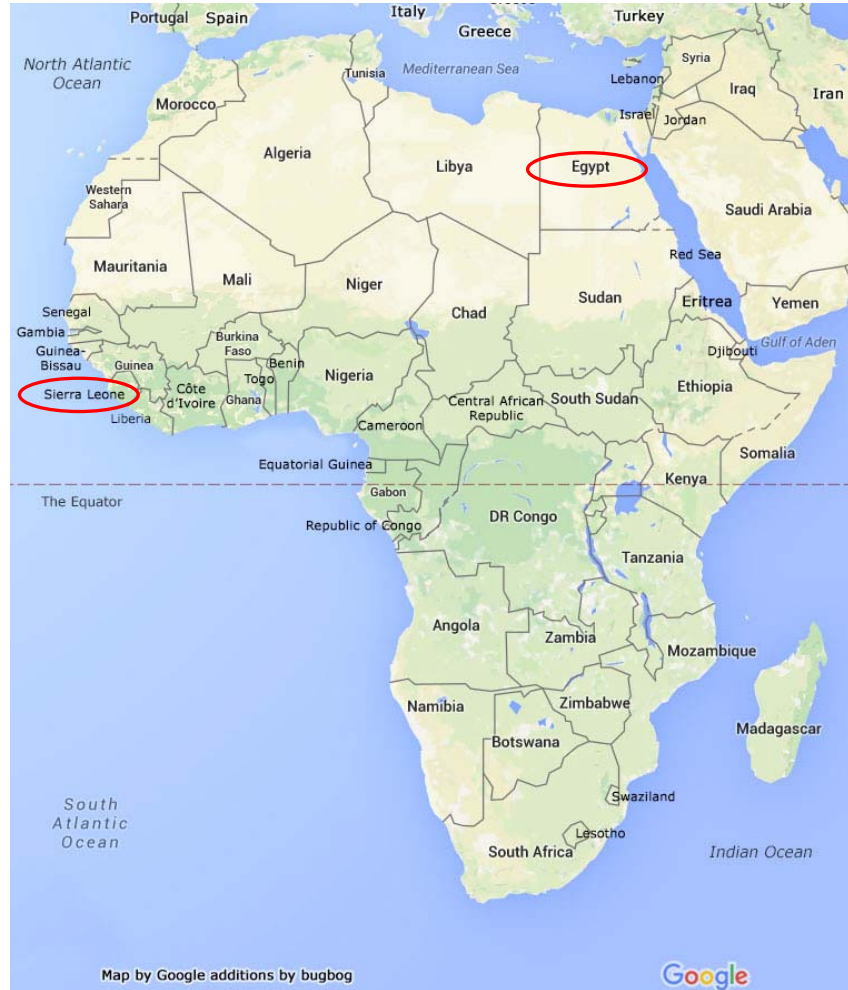 Portugal
Spain
Italy
Greece
Turkey
North Atlantic
Ocean
Tunisia
Mediterranean Sea
Syria
Lebanon
Iraq
Iran
Morocco
Israel
Jordan
Algeria
Libya
Egypt
Western
Sahara
Saudi Arabia
Red Sea
Mauritania
Mali
Niger
Chad
Sudan
Eritrea
Yemen
Senegal
Gambia
Guinea-
Bissau
Guinea
Burkina
Faso
Benin
Togo
Nigeria
Djibouti
Gulf of Aden
Sierra Leone
Côte
d'Ivoire
Ghana
Central African
Republic
South Sudan
Ethiopia
Liberia
Cameroon
Somalia
Equatorial Guinea
Kenya
The Equator
Gabon
DR Congo
Republic of Congo
Tanzania
Angola
Zambia
Mozambique
Namibia
Zimbabwe
Botswana
Madagascar
Swaziland
South
Atlantic
Ocean
Lesotho
South Africa
Indian Ocean
Map by Google additions by bugbog
Google